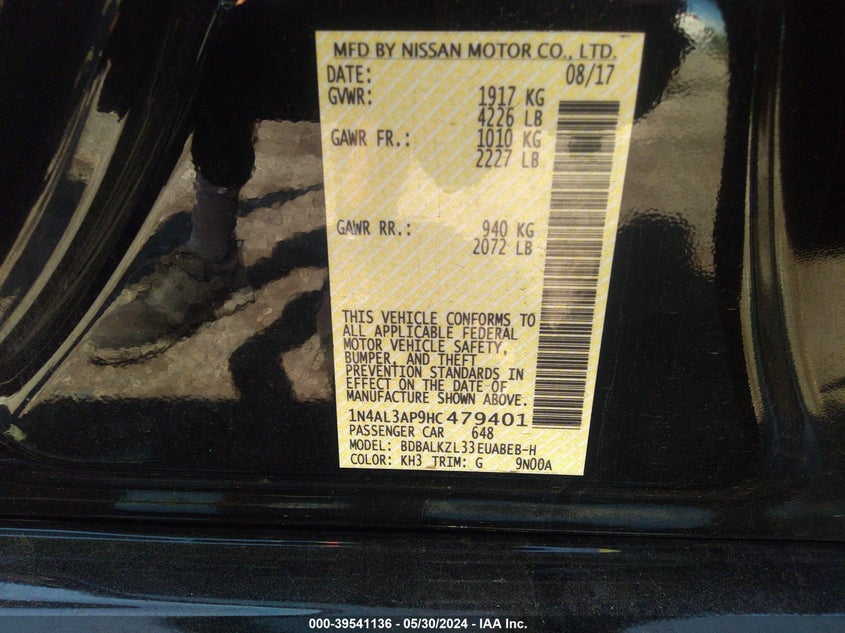 MFD BY NISSAN MOTOR CO., LTD.
DATE: 08/17
GVWR: 1917 KG
4226 LB
GAWR FR.: 1010 KG
2227 LB
GAWR RR.: 940 KG
2072 LB
THIS VEHICLE CONFORMS TO
ALL APPLICABLE FEDERAL
MOTOR VEHICLE SAFETY,
BUMPER, AND THEFT
PREVENTION STANDARDS IN
EFFECT ON THE DATE OF
MANUFACTURE SHOWN ABOVE.
1N4AL3AP9HC479401
PASSENGER CAR 648
MODEL: BDBALKZL33EUABEB-H
COLOR: KH3 TRIM: G 9N00A
000-39541136 - 05/30/2024 - IAA Inc.